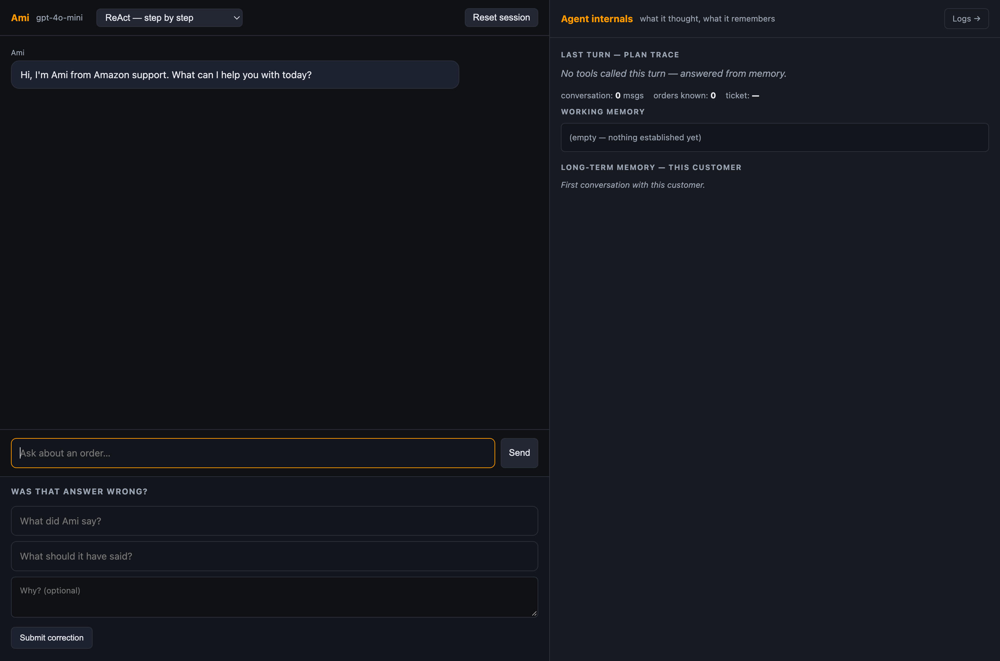 Ami gpt-4o-mini ReAct — step by step Reset session
Ami
Hi, I'm Ami from Amazon support. What can I help you with today?
Ask about an order...
Send
WAS THAT ANSWER WRONG?
What did Ami say?
What should it have said?
Why? (optional)
Submit correction
Agent internals what it thought, what it remembers Logs →
LAST TURN — PLAN TRACE
No tools called this turn — answered from memory.
conversation: 0 msgs orders known: 0 ticket: —
WORKING MEMORY
(empty — nothing established yet)
LONG-TERM MEMORY — THIS CUSTOMER
First conversation with this customer.